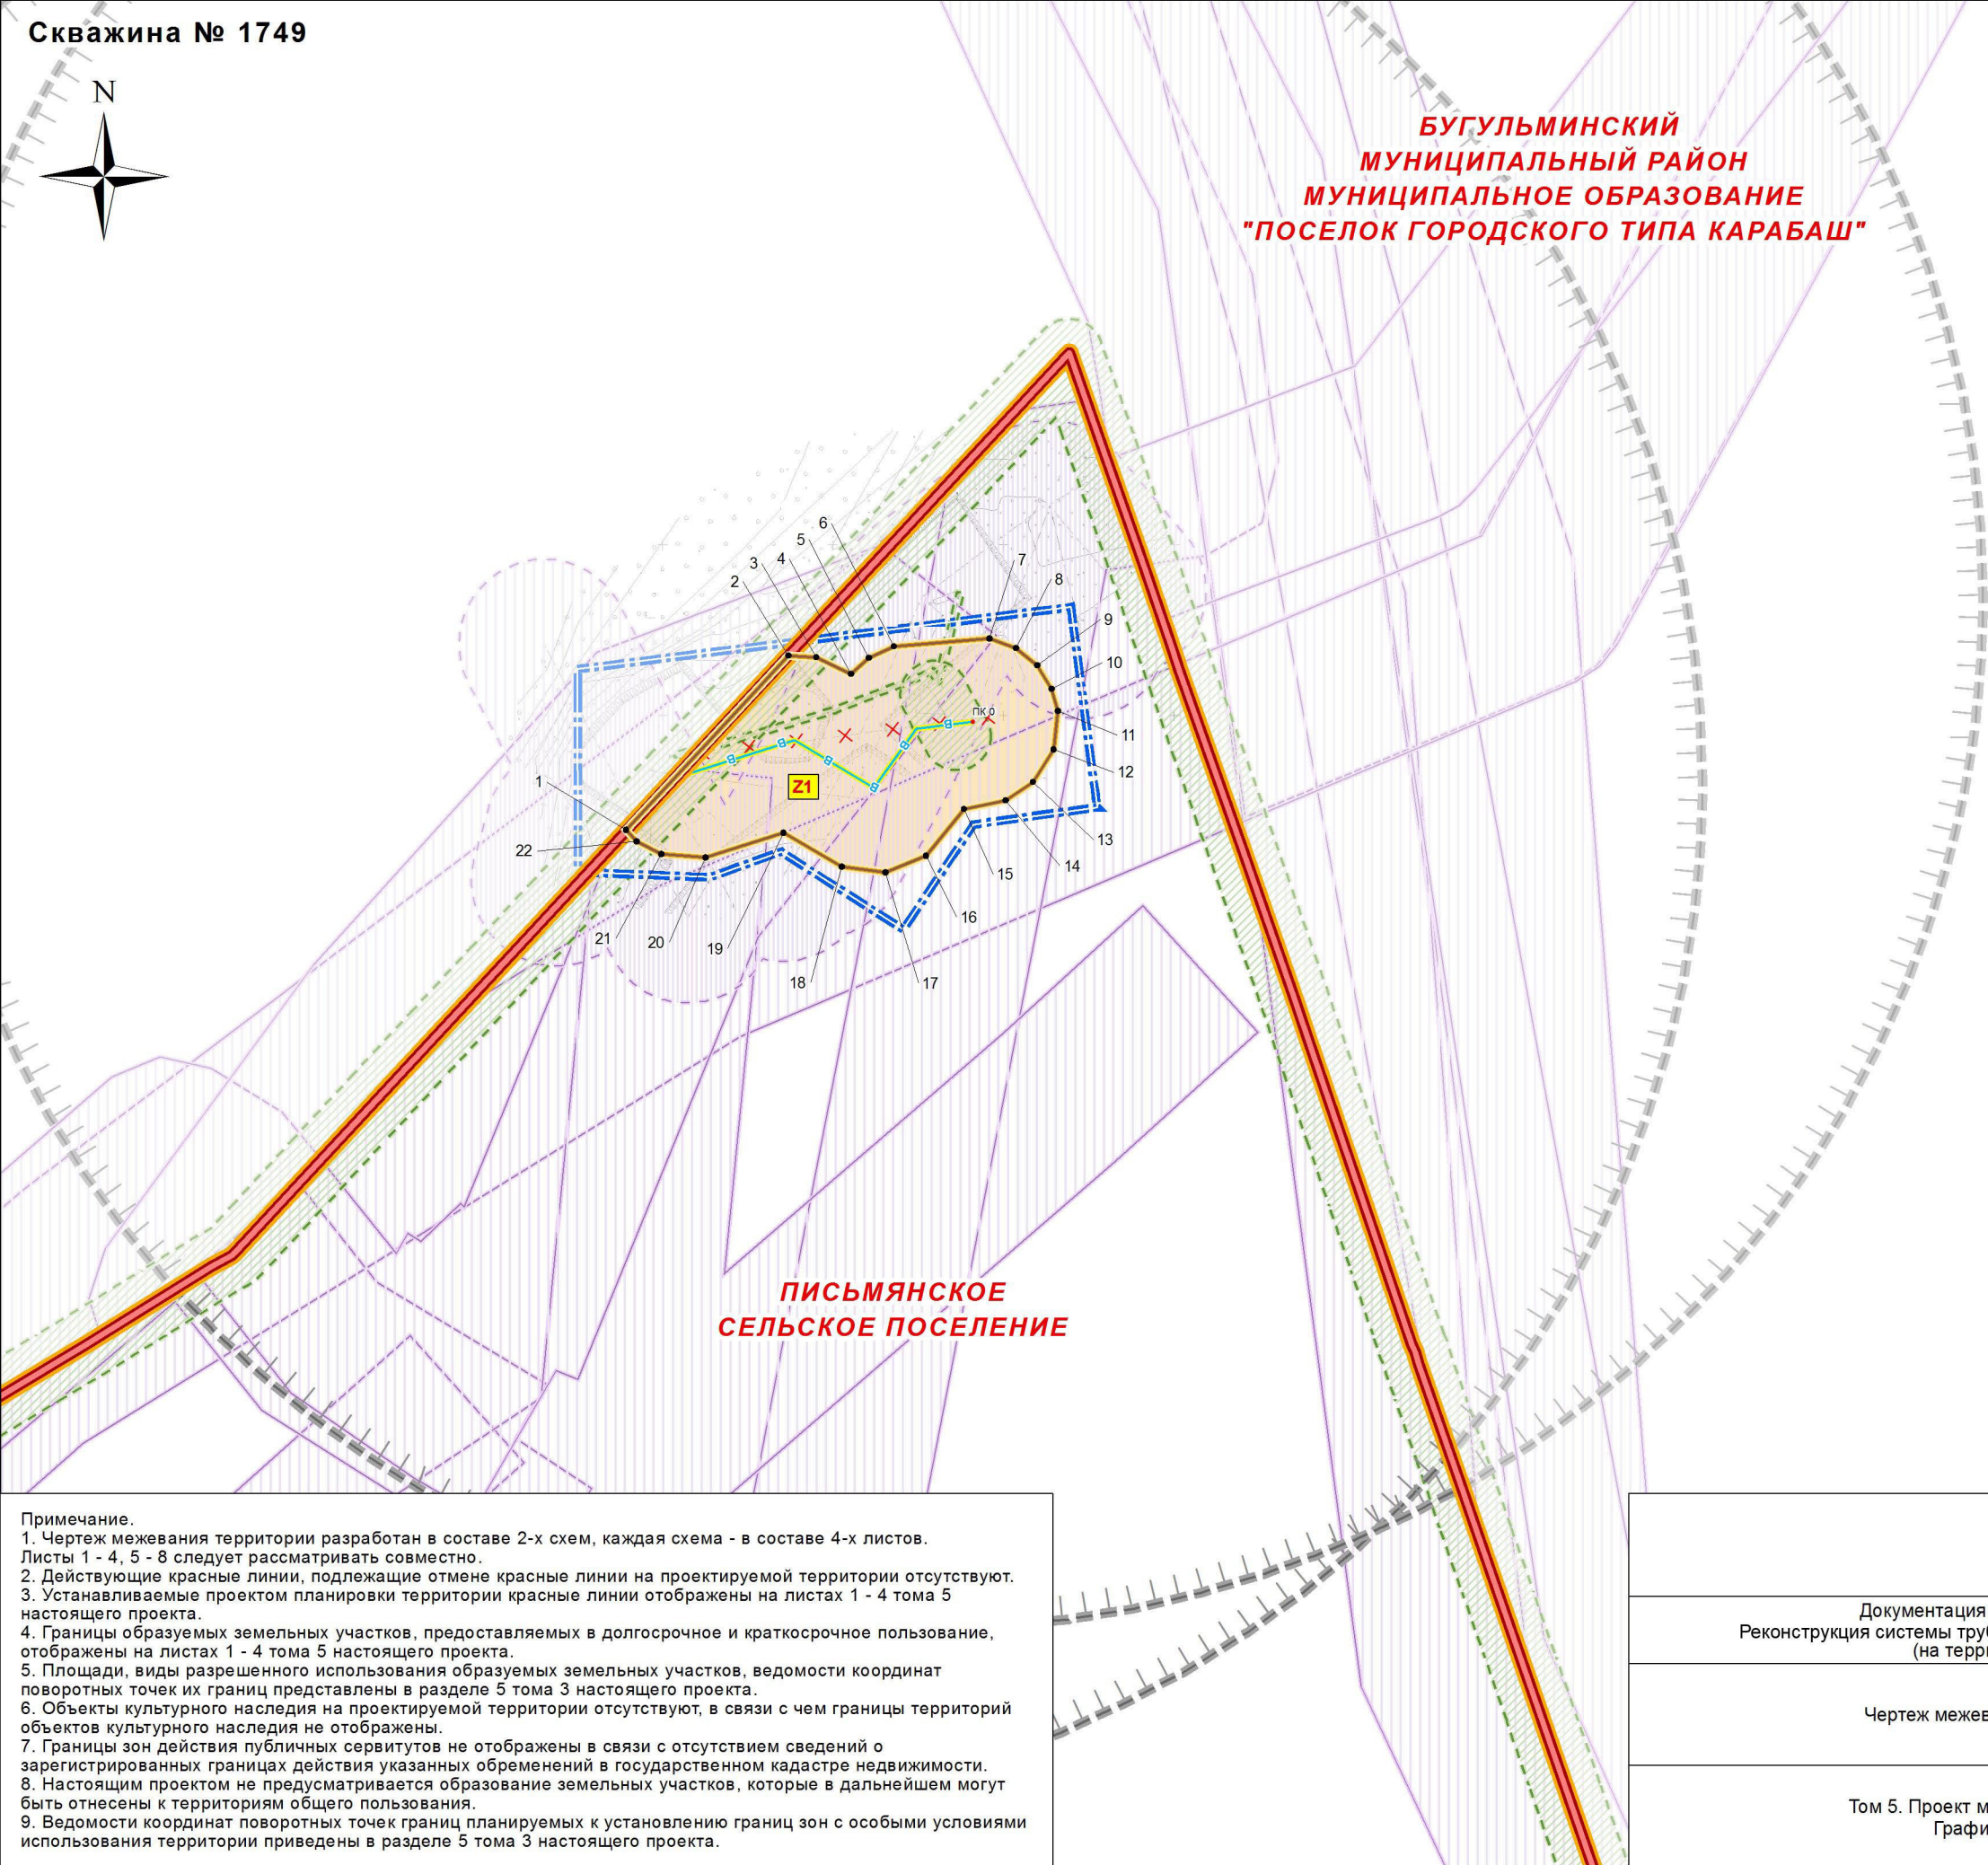 Скважина № 1749
N
БУГУЛЬМИНСКИЙ
МУНИЦИПАЛЬНЫЙ РАЙОН
МУНИЦИПАЛЬНОЕ ОБРАЗОВАНИЕ
"ПОСЕЛОК ГОРОДСКОГО ТИПА КАРАБАШ"
6
5
4
3
2
7
8
9
10
11
12
13
14
15
16
17
18
19
20
21
22
1
ПК 0
В
В
В
В
В
В
Z1
ПИСЬМЯНСКОЕ
СЕЛЬСКОЕ ПОСЕЛЕНИЕ
Примечание.
1. Чертеж межевания территории разработан в составе 2-х схем, каждая схема - в составе 4-х листов.
Листы 1 - 4, 5 - 8 следует рассматривать совместно.
2. Действующие красные линии, подлежащие отмене красные линии на проектируемой территории отсутствуют.
3. Устанавливаемые проектом планировки территории красные линии отображены на листах 1 - 4 тома 5
настоящего проекта.
4. Границы образуемых земельных участков, предоставляемых в долгосрочное и краткосрочное пользование,
отображены на листах 1 - 4 тома 5 настоящего проекта.
5. Площади, виды разрешенного использования образуемых земельных участков, ведомости координат
поворотных точек их границ представлены в разделе 5 тома 3 настоящего проекта.
6. Объекты культурного наследия на проектируемой территории отсутствуют, в связи с чем границы территорий
объектов культурного наследия не отображены.
7. Границы зон действия публичных сервитутов не отображены в связи с отсутствием сведений о
зарегистрированных границах действия указанных обременений в государственном кадастре недвижимости.
8. Настоящим проектом не предусматривается образование земельных участков, которые в дальнейшем могут
быть отнесены к территориям общего пользования.
9. Ведомости координат поворотных точек границ планируемых к установлению границ зон с особыми условиями
использования территории приведены в разделе 5 тома 3 настоящего проекта.
Документация
Реконструкция системы
(на
Чертеж
Том 5. Проект